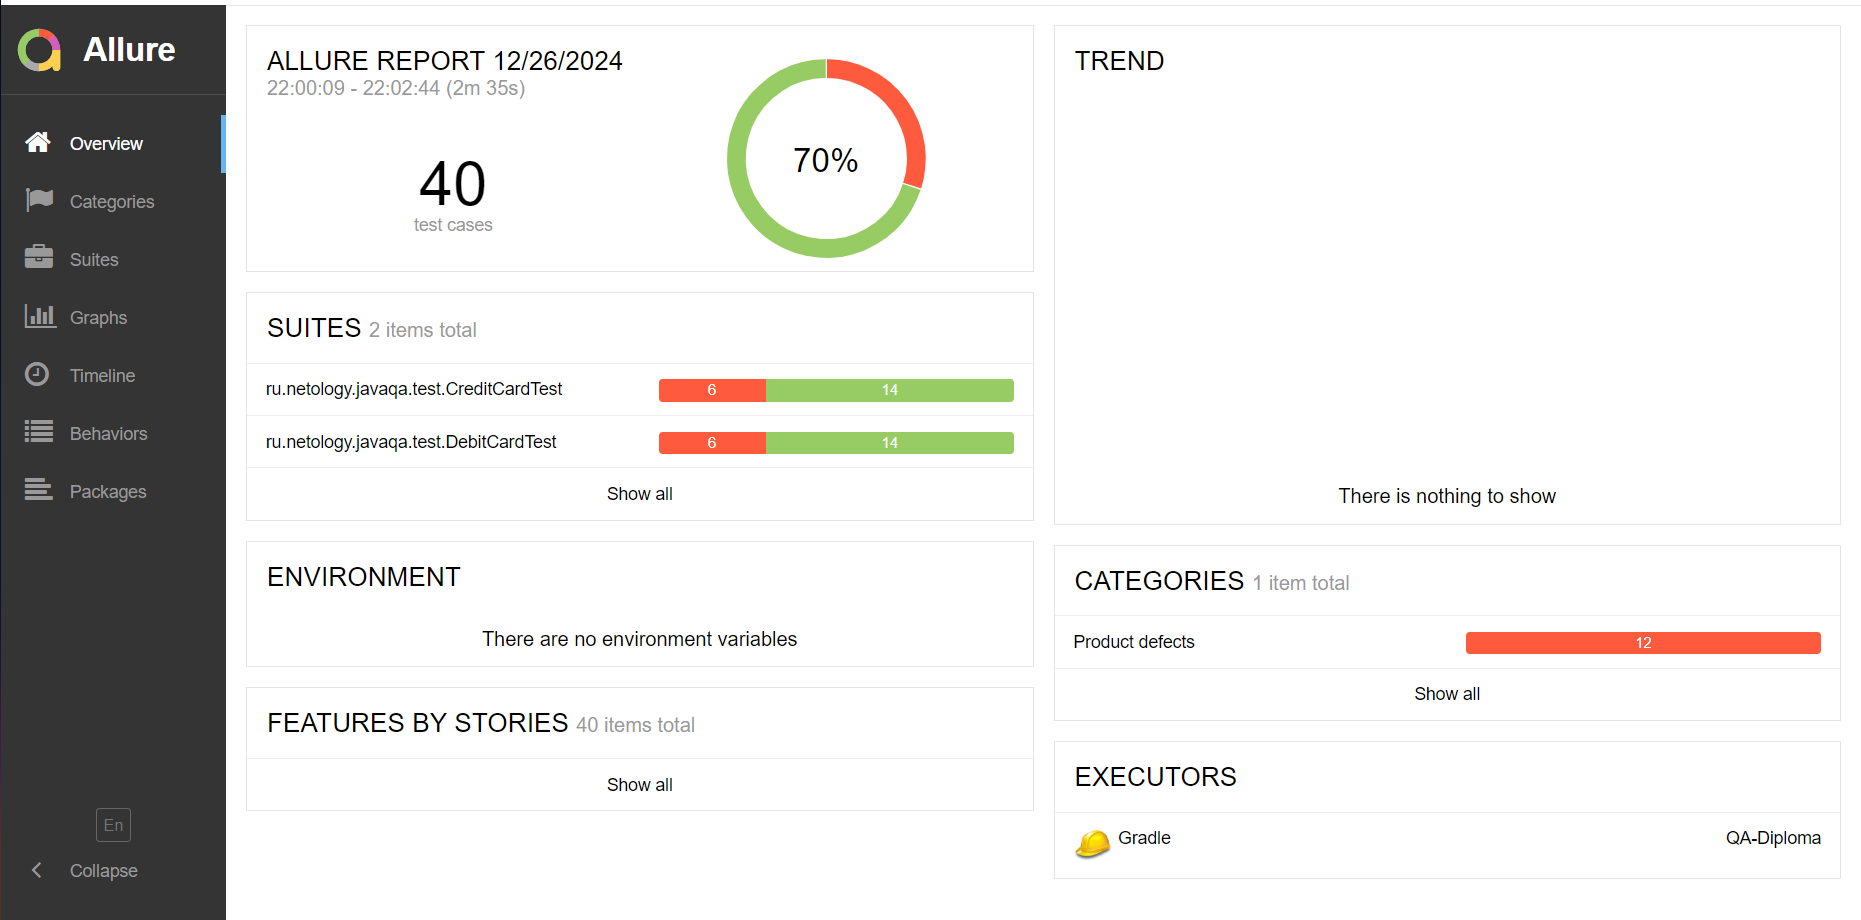 Allure
Overview
Categories
Suites
Graphs
Timeline
Behaviors
Packages
En
Collapse
ALLURE REPORT 12/26/2024
22:00:09 - 22:02:44 (2m 35s)
40
test cases
70%
SUITES 2 items total
ru.netology.javaqa.test.CreditCardTest 6 14
ru.netology.javaqa.test.DebitCardTest 6 14
Show all
ENVIRONMENT
There are no environment variables
FEATURES BY STORIES 40 items total
Show all
TREND
There is nothing to show
CATEGORIES 1 item total
Product defects 12
Show all
EXECUTORS
Gradle QA-Diploma